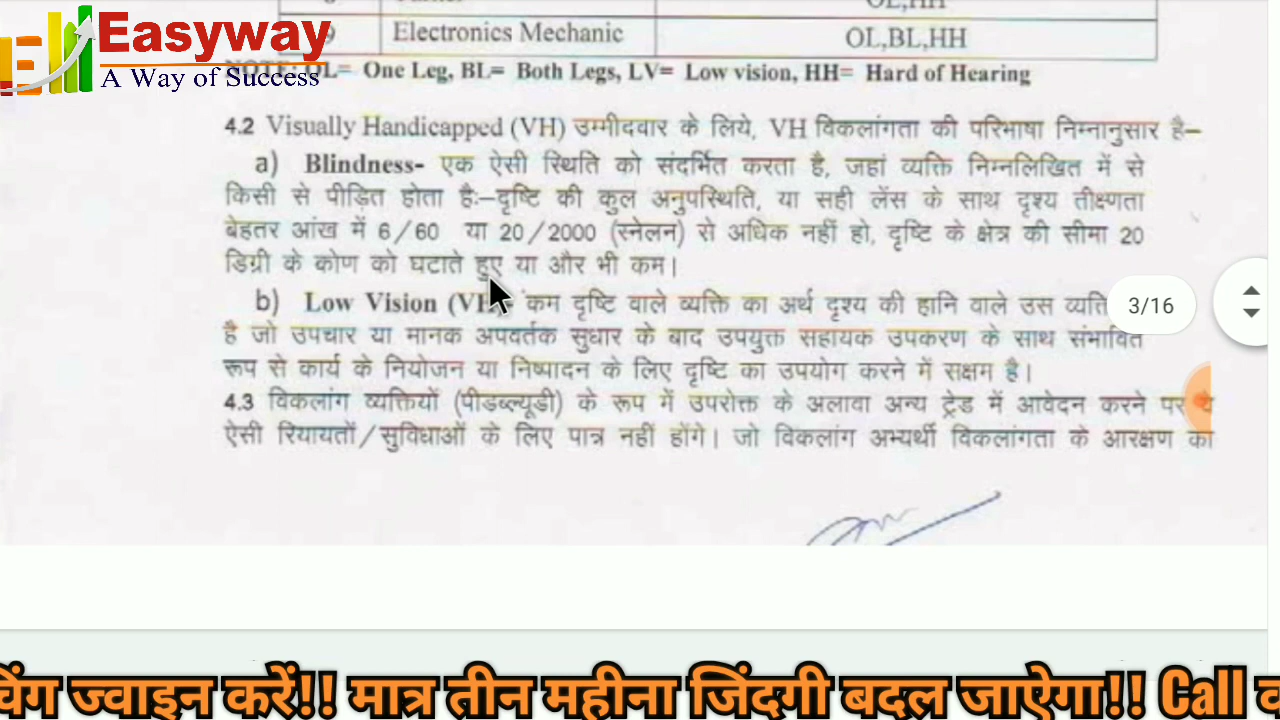 Easyway
A Way of Success
OL,HH
Electronics Mechanic OL,BL,HH
OL= One Leg, BL= Both Legs, LV= Low vision, HH= Hard of Hearing
4.2 Visually Handicapped (VH) उम्मीदवार के लिये, VH विकलांगता की परिभाषा निम्नानुसार है–
a) Blindness- एक ऐसी स्थिति को संदर्भित करता है, जहां व्यक्ति निम्नलिखित में से
किसी से पीड़ित होता है:–दृष्टि की कुल अनुपस्थिति, या सही लेंस के साथ दृश्य तीक्ष्णता
बेहतर आंख में 6/60 या 20/2000 (स्नेलन) से अधिक नहीं हो, दृष्टि के क्षेत्र की सीमा 20
डिग्री के कोण को घटाते हुए या और भी कम।
b) Low Vision कम दृष्टि वाले व्यक्ति का अर्थ दृश्य की हानि वाले उस
है जो उपचार या मानक अपवर्तक सुधार के बाद उपयुक्त सहायक उपकरण के साथ संभावित
रूप से कार्य के नियोजन या निष्पादन के लिए दृष्टि का उपयोग करने में सक्षम है।
4.3 विकलांग व्यक्तियों (पीडब्ल्यूडी) के रूप में उपरोक्त के अलावा अन्य ट्रेड में आवेदन करने पर
ऐसी रियायतों/सुविधाओं के लिए पात्र नहीं होंगे। जो विकलांग अभ्यर्थी विकलांगता के आरक्षण का
3/16
ज्वाइन करें!! मात्र तीन महीना जिंदगी बदल जाऐगा!! Call